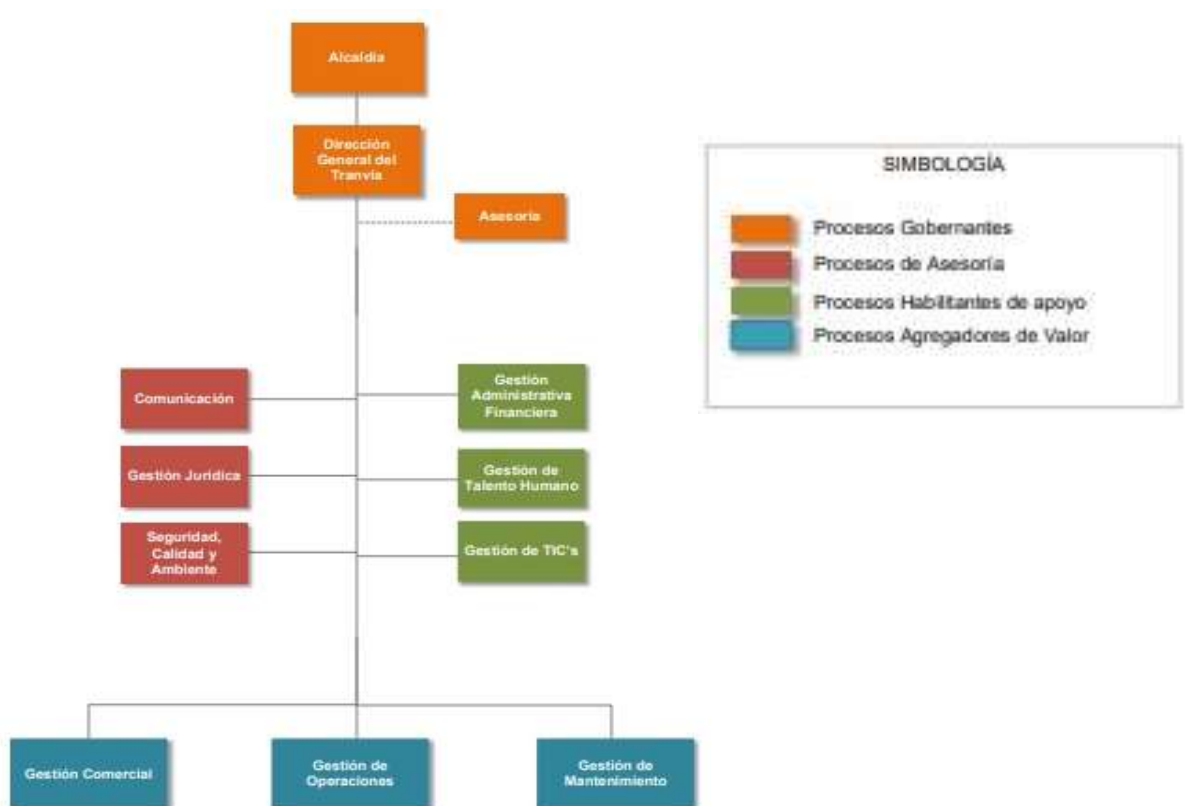 Alcaldía
Dirección
General del
Tranvía
Asesoría
SIMBOLOGÍA
Procesos Gobernantes
Procesos de Asesoría
Procesos Habilitantes de apoyo
Procesos Agregadores de Valor
Comunicación
Gestión
Administrativa
Financiera
Gestión Jurídica
Gestión de
Talento Humano
Seguridad,
Calidad y
Ambiente
Gestión de TIC's
Gestión Comercial
Gestión de
Operaciones
Gestión de
Mantenimiento